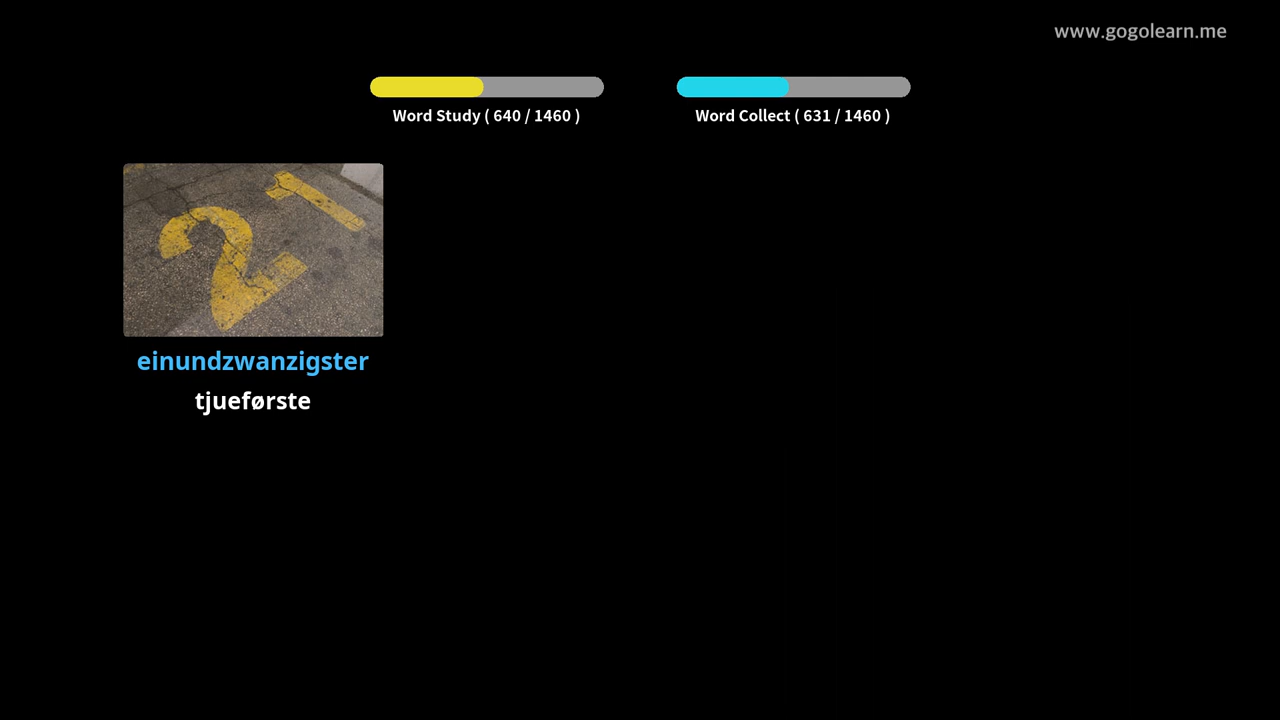 www.gogolearn.me
Word Study ( 640 / 1460 )
Word Collect ( 631 / 1460 )
21
einundzwanzigster
tjueførste